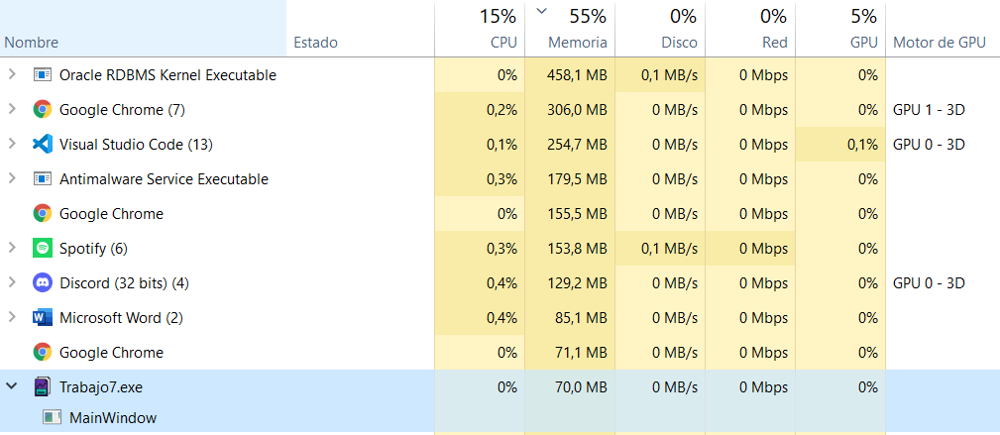 15% 55% 0% 0% 5%
Nombre Estado CPU Memoria Disco Red GPU Motor de GPU
Oracle RDBMS Kernel Executable 0% 458,1 MB 0,1 MB/s 0 Mbps 0%
Google Chrome (7) 0,2% 306,0 MB 0 MB/s 0 Mbps 0% GPU 1 - 3D
Visual Studio Code (13) 0,1% 254,7 MB 0 MB/s 0 Mbps 0,1% GPU 0 - 3D
Antimalware Service Executable 0,3% 179,5 MB 0 MB/s 0 Mbps 0%
Google Chrome 0% 155,5 MB 0 MB/s 0 Mbps 0%
Spotify (6) 0,3% 153,8 MB 0,1 MB/s 0 Mbps 0%
Discord (32 bits) (4) 0,4% 129,2 MB 0 MB/s 0 Mbps 0% GPU 0 - 3D
Microsoft Word (2) 0,4% 85,1 MB 0 MB/s 0 Mbps 0%
Google Chrome 0% 71,1 MB 0 MB/s 0 Mbps 0%
Trabajo7.exe 0% 70,0 MB 0 MB/s 0 Mbps 0%
MainWindow